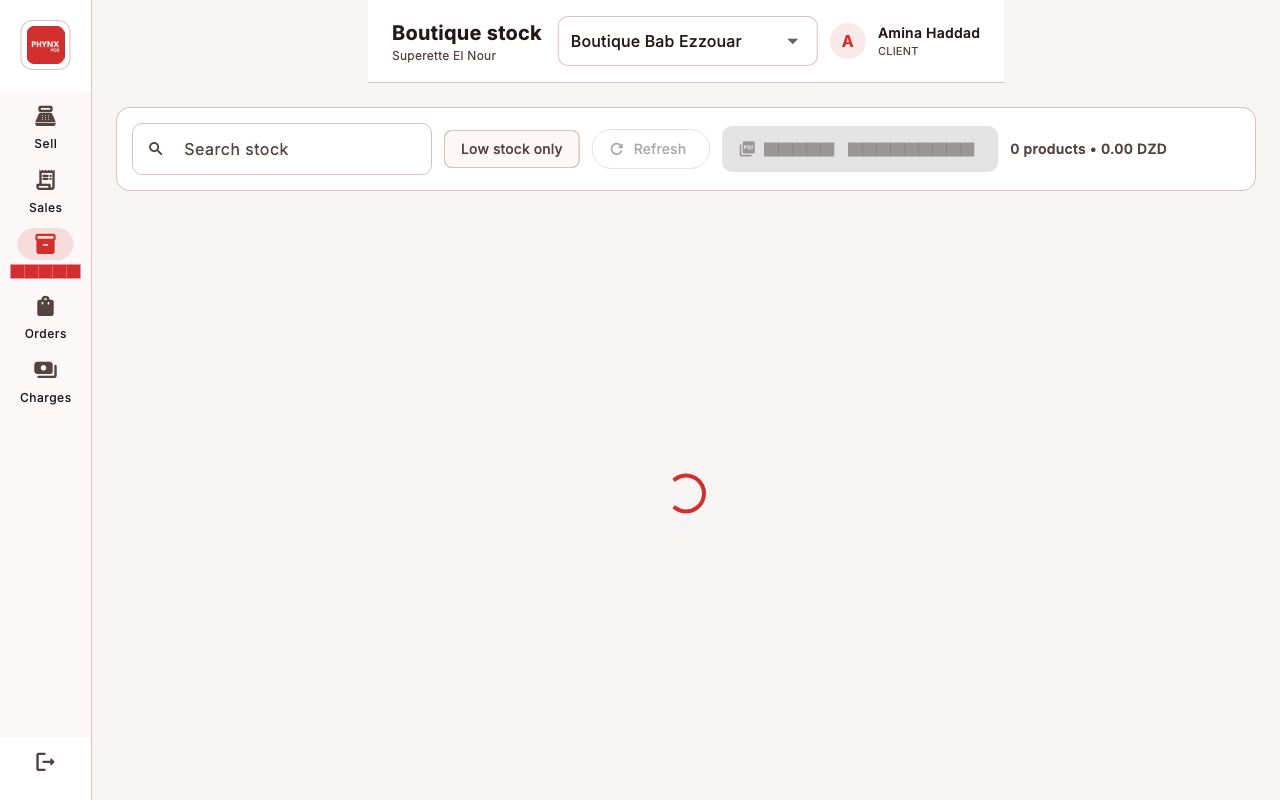 PHYNX
POS
Boutique stock
Superette El Nour
Boutique Bab Ezzouar
A
Amina Haddad
CLIENT
Sell
Sales
Orders
Charges
Search stock
Low stock only
Refresh
PDF
0 products • 0.00 DZD